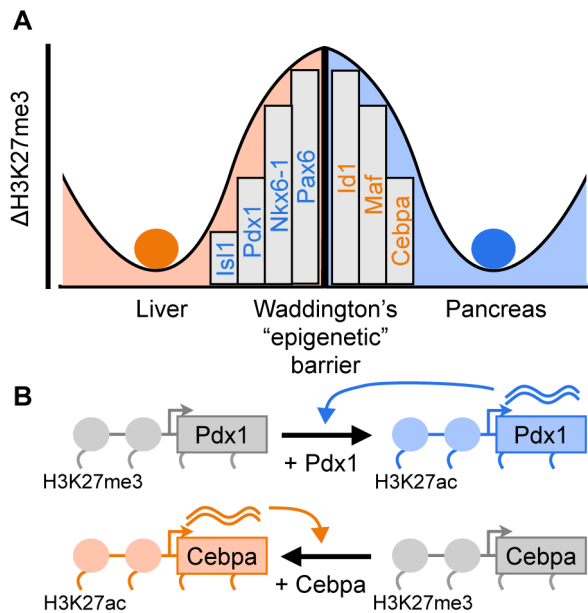 A
ΔH3K27me3
Isl1
Pdx1
Nkx6-1
Pax6
Id1
Maf
Cebpa
Liver
Waddington's
"epigenetic"
barrier
Pancreas
B
Pdx1
H3K27me3
+ Pdx1
Pdx1
H3K27ac
Cebpa
H3K27ac
+ Cebpa
Cebpa
H3K27me3